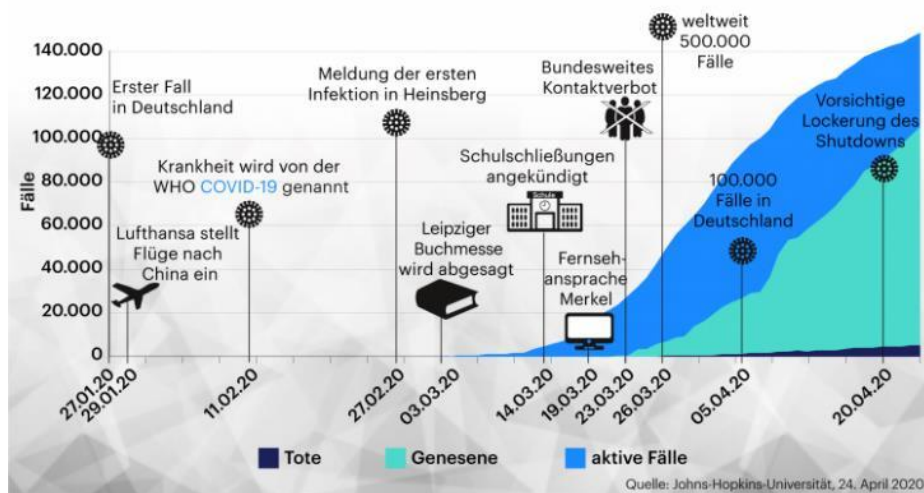 140.000
120.000
100.000
80.000
60.000
40.000
20.000
0
Fälle
Erster Fall
in Deutschland
Lufthansa stellt
Flüge nach
China ein
Krankheit wird von der
WHO COVID-19 genannt
Meldung der ersten
Infektion in Heinsberg
Leipziger
Buchmesse
wird abgesagt
Schulschließungen
angekündigt
Schule
Fernseh-
ansprache
Merkel
Bundesweites
Kontaktverbot
weltweit
500.000
Fälle
100.000
Fälle in
Deutschland
Vorsichtige
Lockerung des
Shutdowns
27.01.20
29.01.20
11.02.20
27.02.20
03.03.20
14.03.20
19.03.20
23.03.20
26.03.20
05.04.20
20.04.20
Tote
Genesene
aktive Fälle
Quelle: Johns-Hopkins-Universität, 24. April 2020